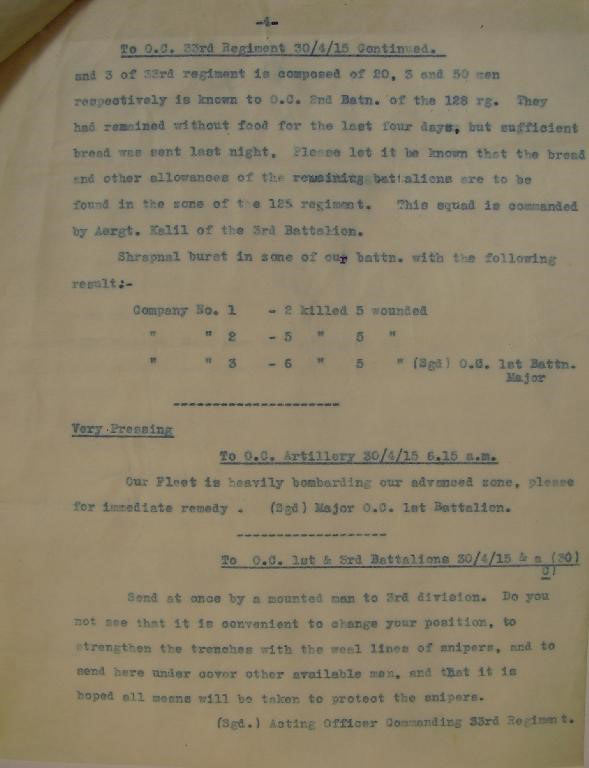 -4-
To O.C. 33rd Regiment 30/4/15 Continued.
and 3 of 33rd regiment is composed of 20, 3 and 50 men
respectively is known to O.C. 2nd Batn. of the 128 rg. They
had remained without food for the last four days, but sufficient
bread was sent last night. Please let it be known that the bread
and other allowances of the remaining battaliens are to be
found in the zone of the 125 regiment. This squad is commanded
by Aergt. Kalil of the 3rd Battalion.
Shrapnal burst in zone of our battn. with the following
result:-
Company No. 1 - 2 killed 5 wounded
" " 2 - 5 " 5 "
" " 3 - 6 " 5 " (Sgd) O.C. 1st Battn.
Major
--------------------
Very Pressing
To O.C. Artillery 30/4/15 6.15 a.m.
Our Fleet is heavily bombarding our advanced zone, please
for immediate remedy . (Sgd) Major O.C. 1st Battalion.
------------------
To O.C. 1st & 3rd Battalions 30/4/15 & a (30)
()
Send at once by a mounted man to 3rd division. Do you
not see that it is convenient to change your position, to
strengthen the trenches with the weal lines of snipers, and to
send here under cover other available men, and that it is
hoped all means will be taken to protect the snipers.
(Sgd.) Acting Officer Commanding 33rd Regiment.